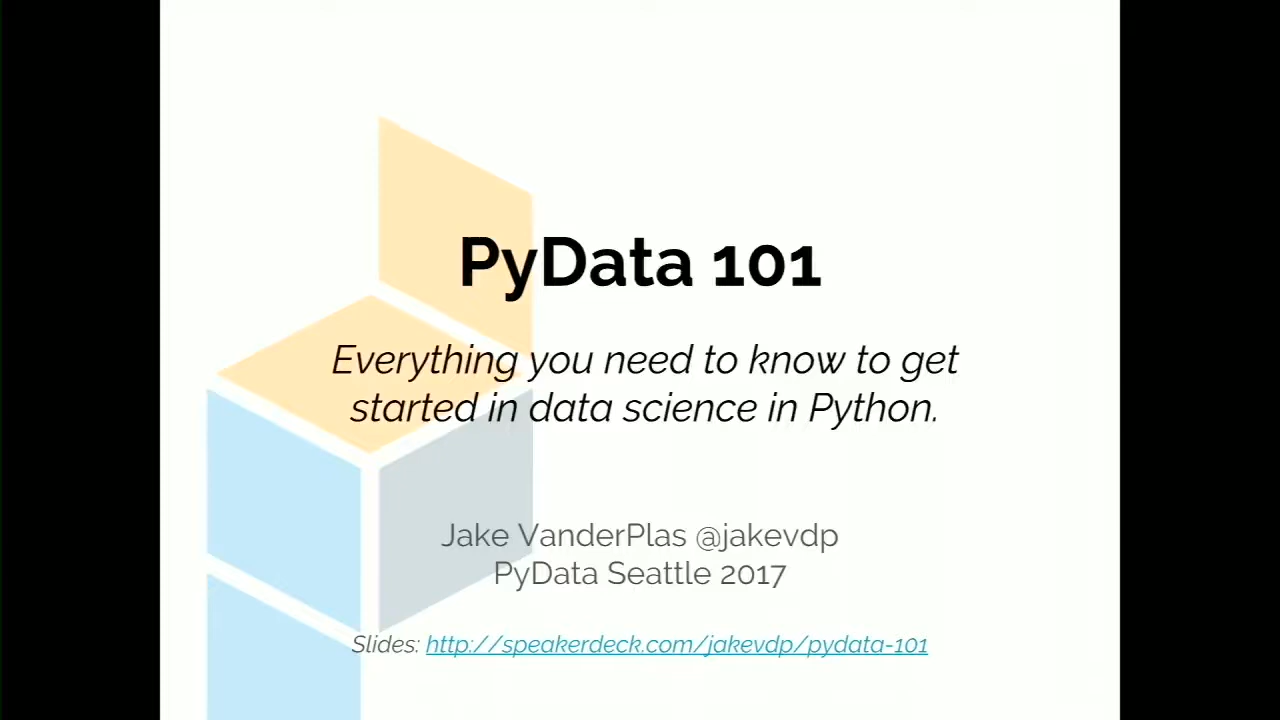 PyData 101
Everything you need to know to get
started in data science in Python.
Jake VanderPlas @jakevdp
PyData Seattle 2017
Slides: http://speakerdeck.com/jakevdp/pydata-101